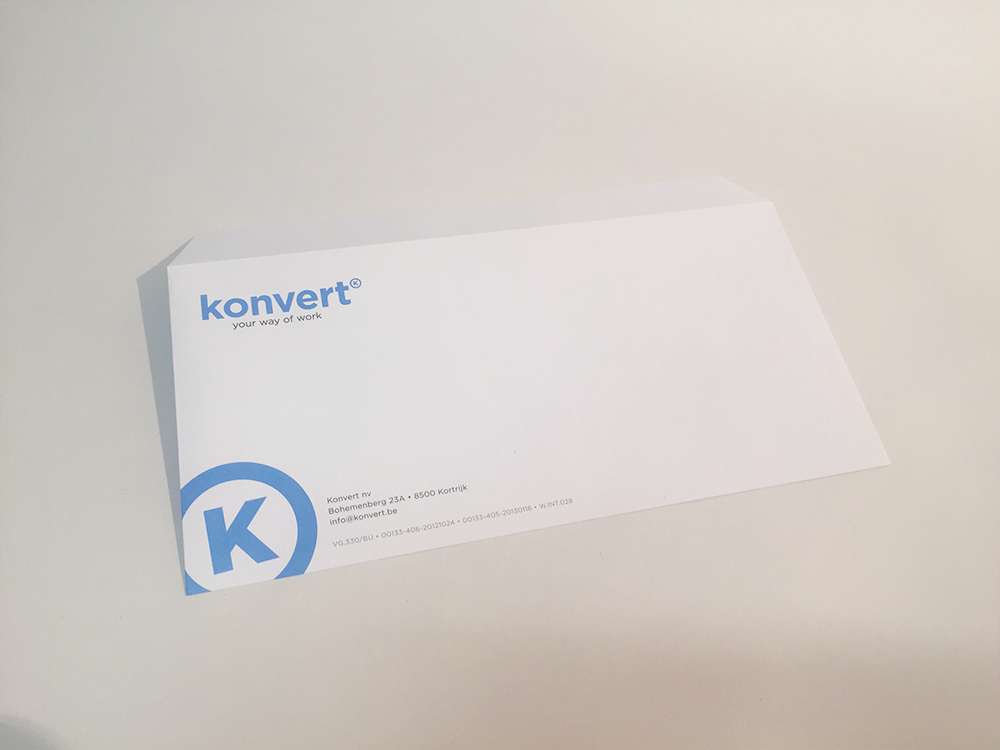 konvert K
your way of work
Konvert nv
Bohemenberg 23A • 8500 Kortrijk
info@konvert.be
VG.330/BU • 00133-406-20121024 • 00133-405-20130116 • W.INT.028
K